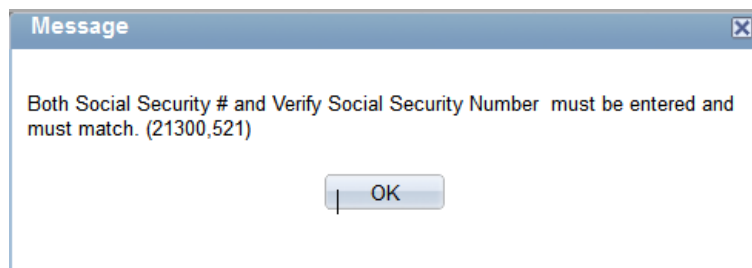 Message
Both Social Security # and Verify Social Security Number  must be entered and
must match. (21300,521)
OK